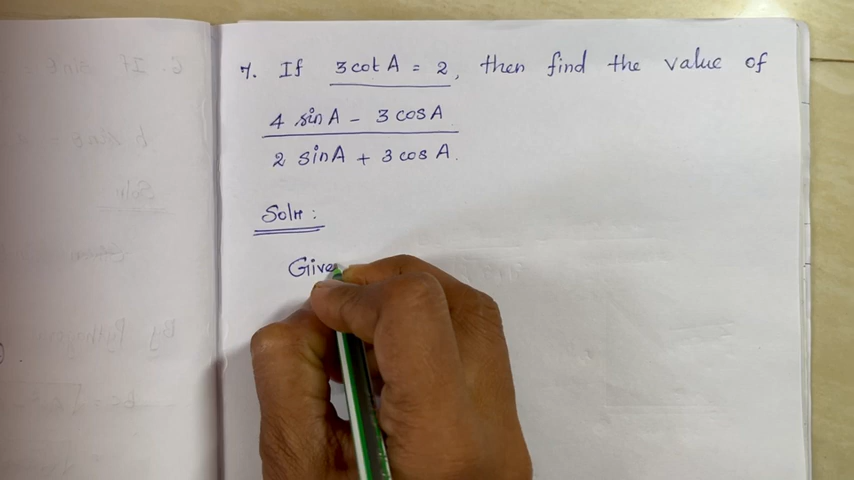 7. If 3 cot A = 2, then find the value of
4 sin A - 3 cos A
2 sin A + 3 cos A.
Soln :
Give